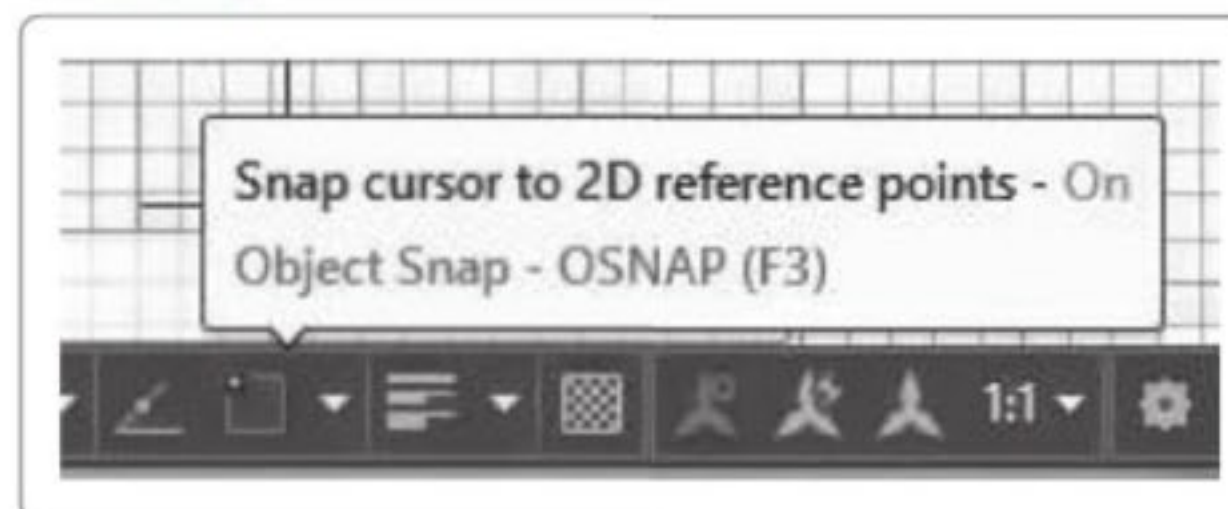 Snap cursor to 2D reference points - On
Object Snap - OSNAP (F3)
1:1